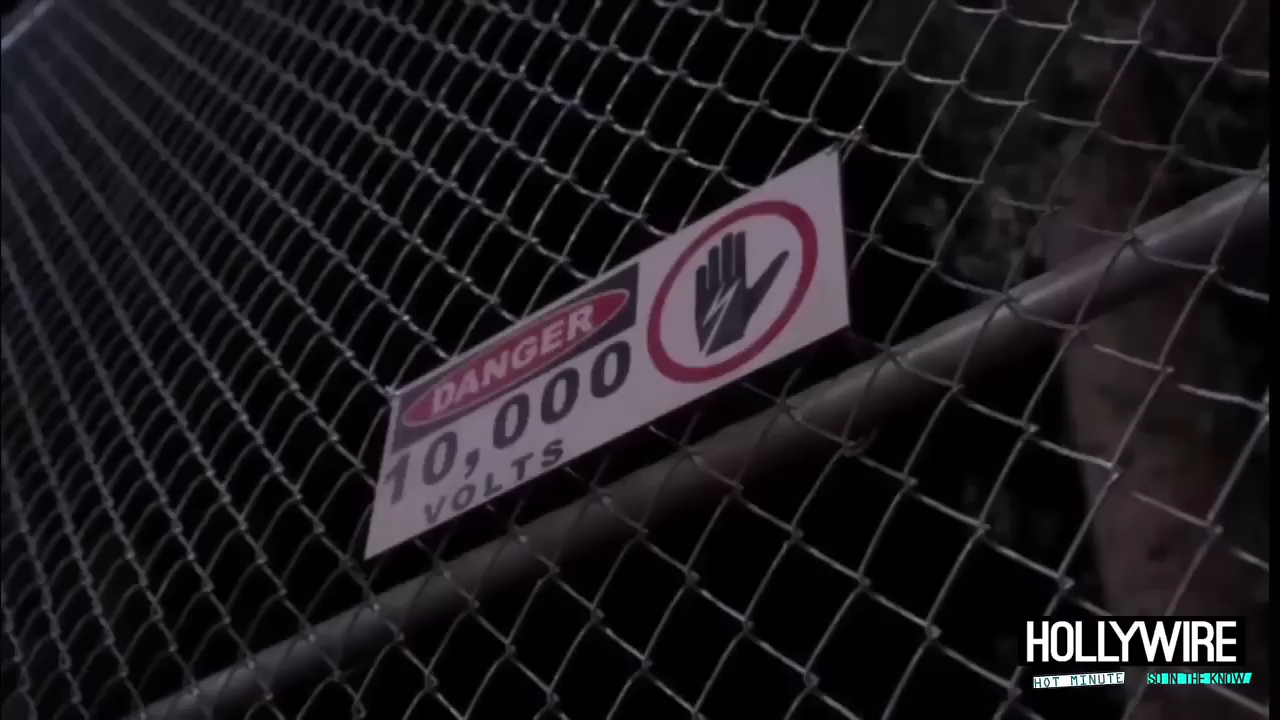 DANGER
10,000
VOLTS
HOLLYWIRE
HOT MINUTE
SO IN THE KNOW